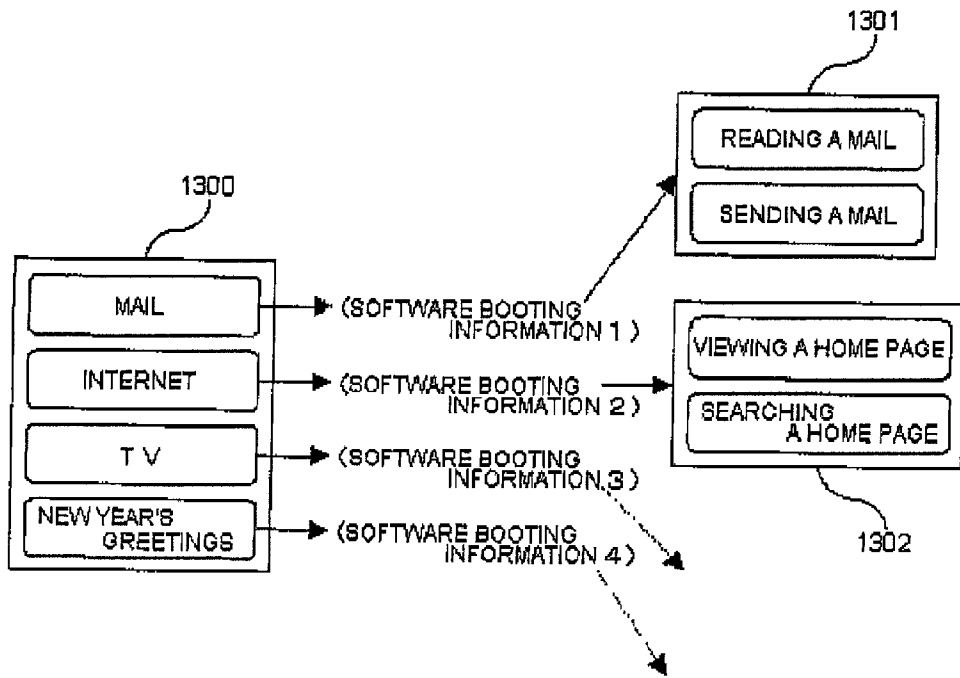 1301
READING A MAIL
SENDING A MAIL
1300
MAIL
(SOFTWARE BOOTING
INFORMATION 1)
INTERNET
(SOFTWARE BOOTING
INFORMATION 2)
VIEWING A HOME PAGE
SEARCHING
A HOME PAGE
TV
(SOFTWARE BOOTING
INFORMATION 3)
NEW YEAR'S
GREETINGS
(SOFTWARE BOOTING
INFORMATION 4)
1302